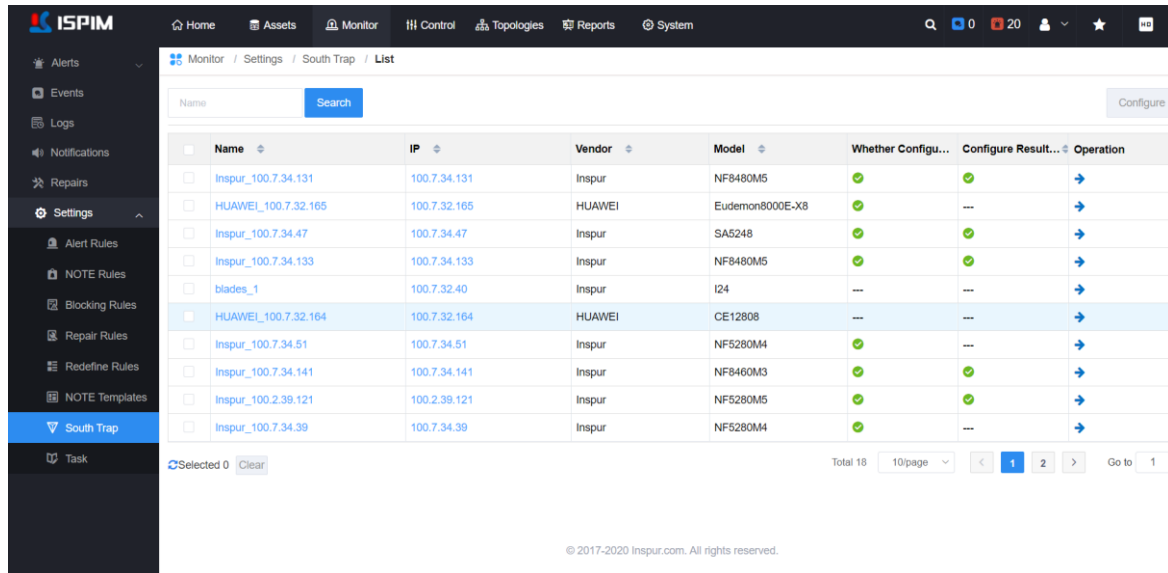 ISPIM Home Assets Monitor Control Topologies Reports System 0 20 HD
Alerts
Events
Logs
Notifications
Repairs
Settings
Alert Rules
NOTE Rules
Blocking Rules
Repair Rules
Redefine Rules
NOTE Templates
South Trap
Task
Monitor / Settings / South Trap / List
Name Search Configure
Name IP Vendor Model Whether Configu... Configure Result... Operation
Inspur_100.7.34.131 100.7.34.131 Inspur NF8480M5
HUAWEI_100.7.32.165 100.7.32.165 HUAWEI Eudemon8000E-X8 ---
Inspur_100.7.34.47 100.7.34.47 Inspur SA5248
Inspur_100.7.34.133 100.7.34.133 Inspur NF8480M5
blades_1 100.7.32.40 Inspur I24 --- ---
HUAWEI_100.7.32.164 100.7.32.164 HUAWEI CE12808 --- ---
Inspur_100.7.34.51 100.7.34.51 Inspur NF5280M4 ---
Inspur_100.7.34.141 100.7.34.141 Inspur NF8460M3
Inspur_100.2.39.121 100.2.39.121 Inspur NF5280M5
Inspur_100.7.34.39 100.7.34.39 Inspur NF5280M4 ---
Selected 0 Clear Total 18 10/page < 1 2 > Go to 1
© 2017-2020 Inspur.com. All rights reserved.